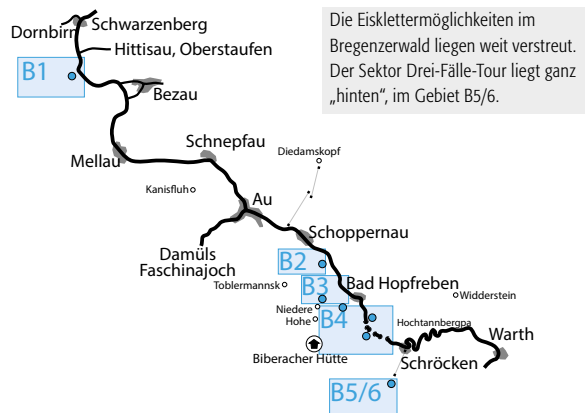 Dornbirn
Schwarzenberg
Hittisau, Oberstaufen
Die Eisklettermöglichkeiten im
Bregenzerwald liegen weit verstreut.
Der Sektor Drei-Fälle-Tour liegt ganz
„hinten“, im Gebiet B5/6.
B1
Bezau
Schnepfau
Mellau
Diedamskopf
Kanisfluh
Au
Schoppernau
Damüls
Faschinajoch
B2
Toblermannsk
B3
Bad Hopfreben
Widderstein
Niedere
Hohe
B4
Hochtannbergpa
Warth
Biberacher Hütte
Schröcken
B5/6